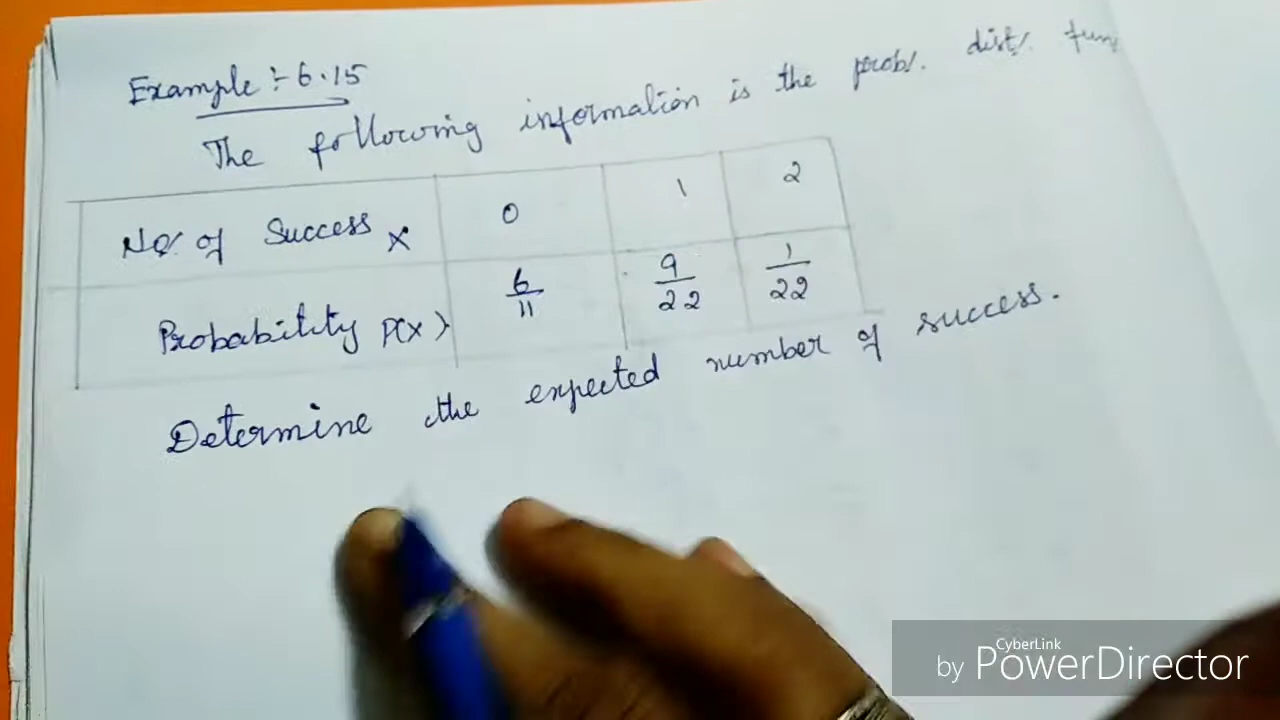 Example :- 6.15
The following information is the prob/. dist/. fun
No/. of Success X 0 1 2
Probability P(X) 6/11 9/22 1/22
Determine the expected number of success.
CyberLink
by PowerDirector